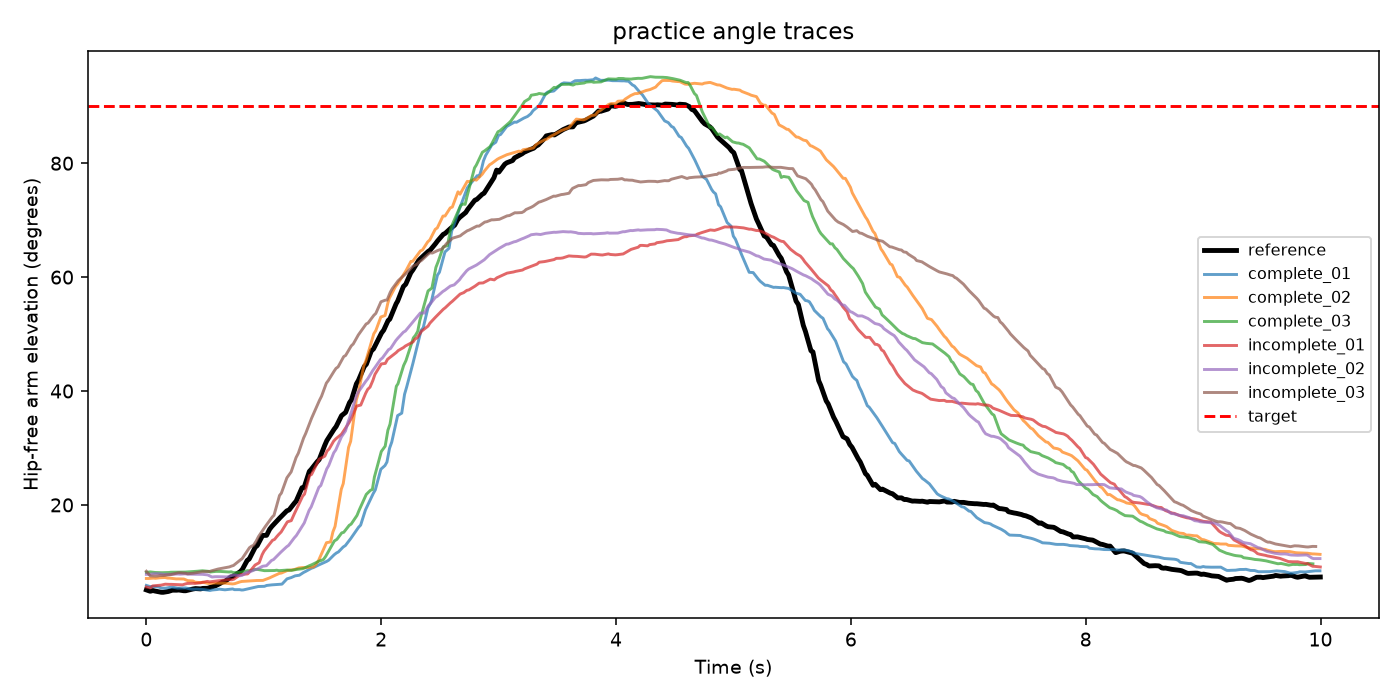 practice angle traces
Hip-free arm elevation (degrees)
80
60
40
20
0
2
4
6
8
10
Time (s)
reference
complete_01
complete_02
complete_03
incomplete_01
incomplete_02
incomplete_03
target